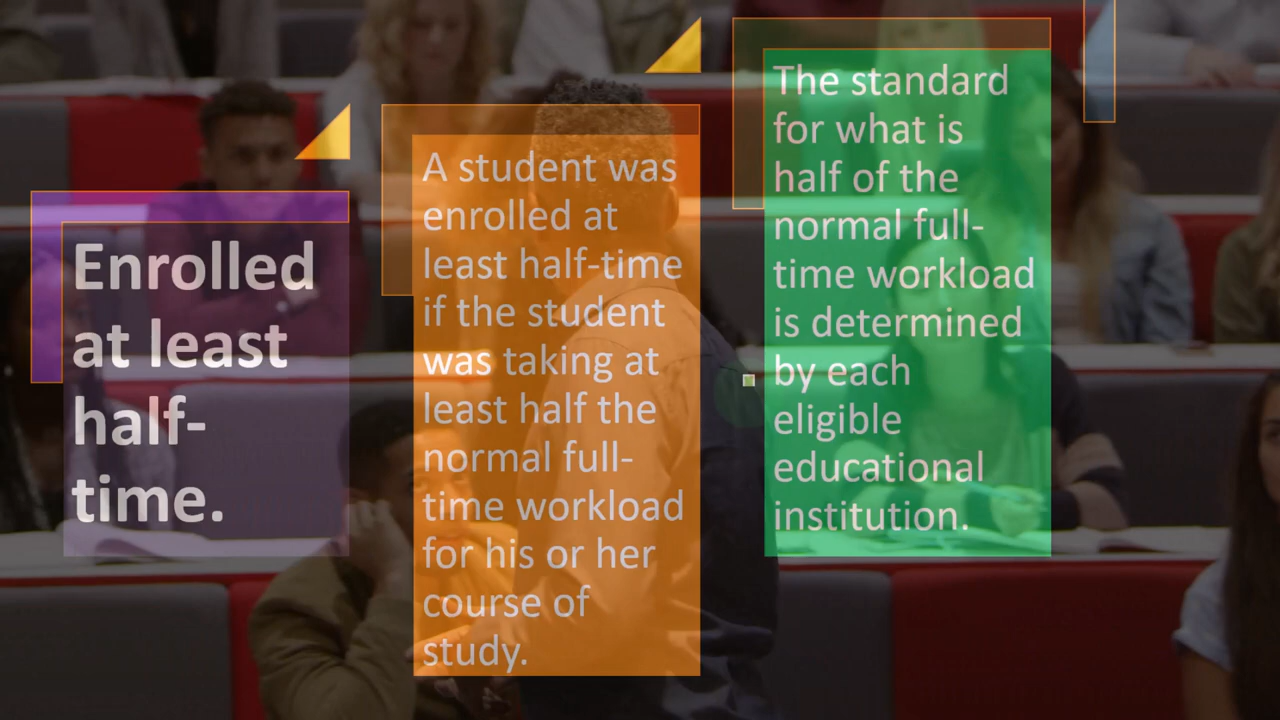 Enrolled
at least
half-
time.
A student was
enrolled at
least half-time
if the student
was taking at
least half the
normal full-
time workload
for his or her
course of
study.
The standard
for what is
half of the
normal full-
time workload
is determined
by each
eligible
educational
institution.